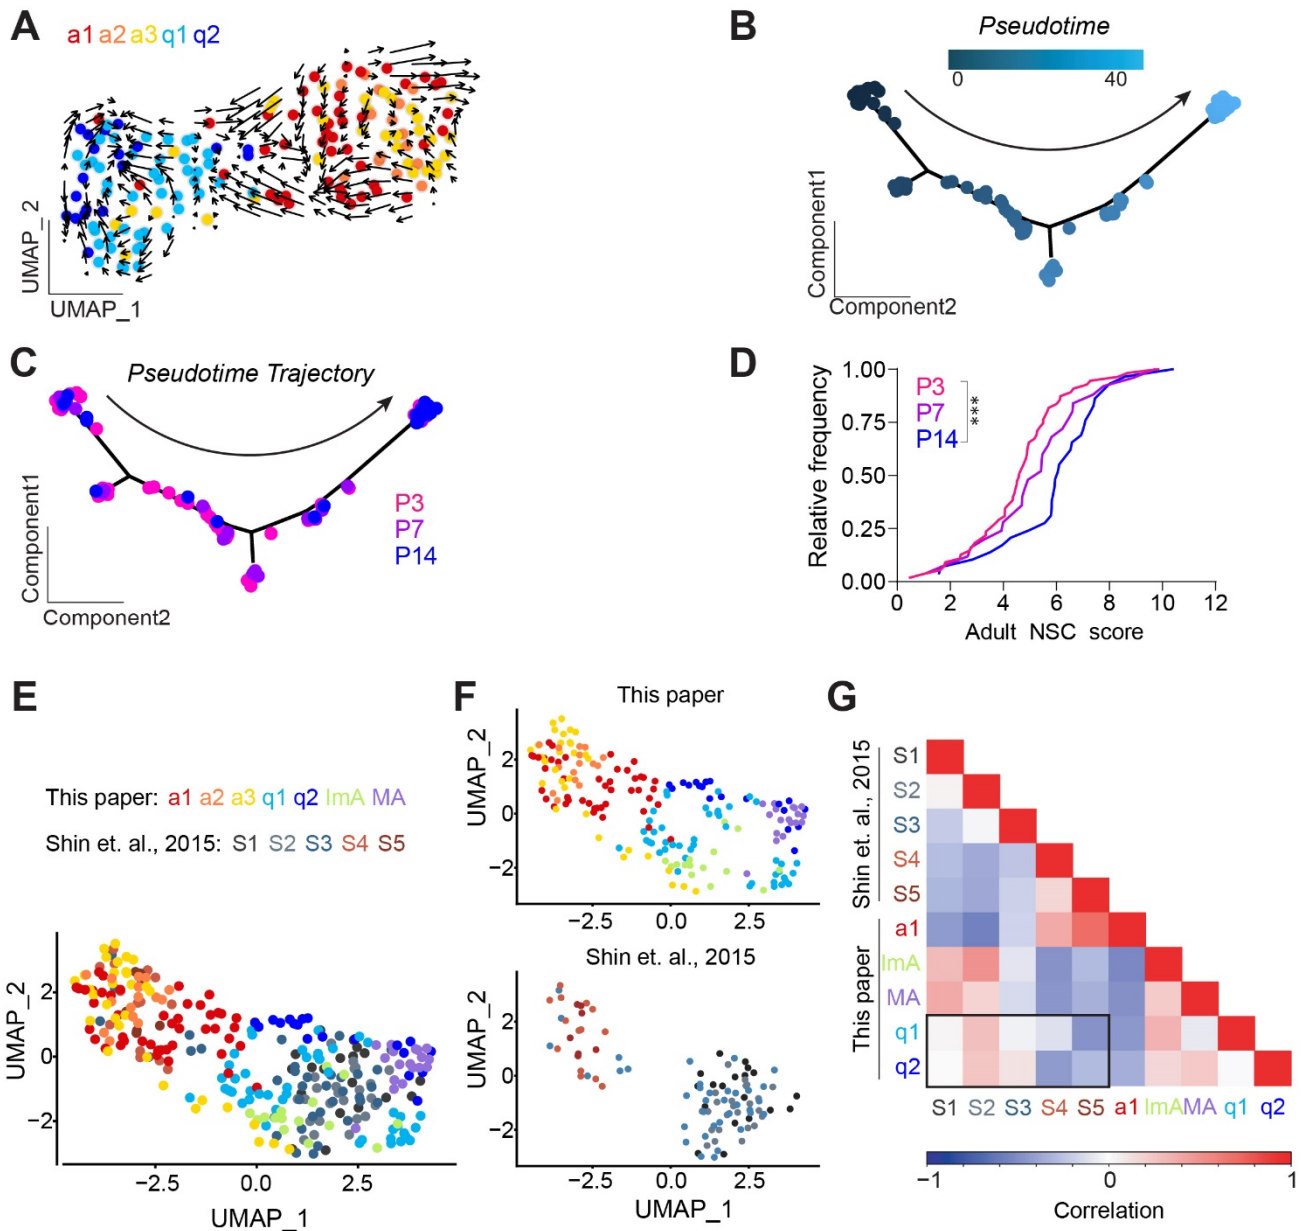 A
a1 a2 a3 q1 q2
UMAP_2
UMAP_1
B
Pseudotime
0 40
Component1
Component2
C
Pseudotime Trajectory
P3
P7
P14
Component1
Component2
D
1.00
0.75
0.50
0.25
0.00
Relative frequency
P3
P7
P14
***
0 2 4 6 8 10 12
Adult NSC score
E
This paper: a1 a2 a3 q1 q2 ImA MA
Shin et. al., 2015: S1 S2 S3 S4 S5
UMAP_2
2
0
−2
−2.5 0.0 2.5
UMAP_1
F
This paper
UMAP_2
2
0
−2
−2.5 0.0 2.5
Shin et. al., 2015
UMAP_2
2
0
−2
−2.5 0.0 2.5
UMAP_1
G
Shin et. al., 2015
S1
S2
S3
S4
S5
This paper
a1
ImA
MA
q1
q2
S1 S2 S3 S4 S5 a1 ImA MA q1 q2
−1 0 1
Correlation